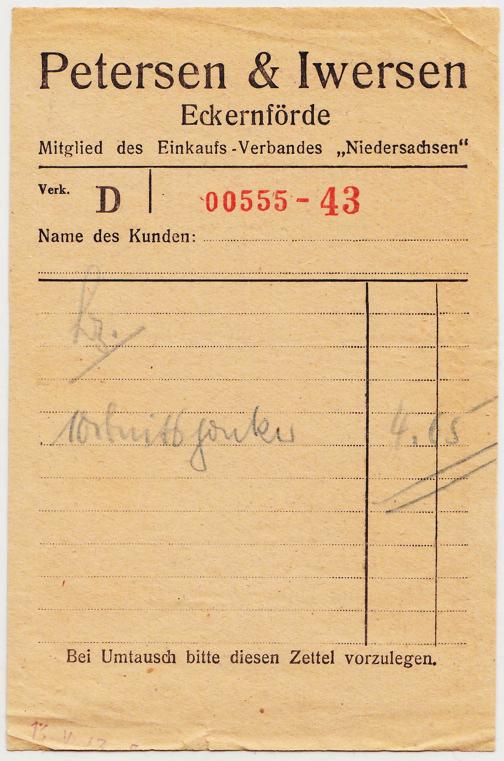 Petersen & Iwersen
Eckernförde
Mitglied des Einkaufs-Verbandes „Niedersachsen“
Verk. D 00555-43
Name des Kunden:
4.65
Bei Umtausch bitte diesen Zettel vorzulegen.